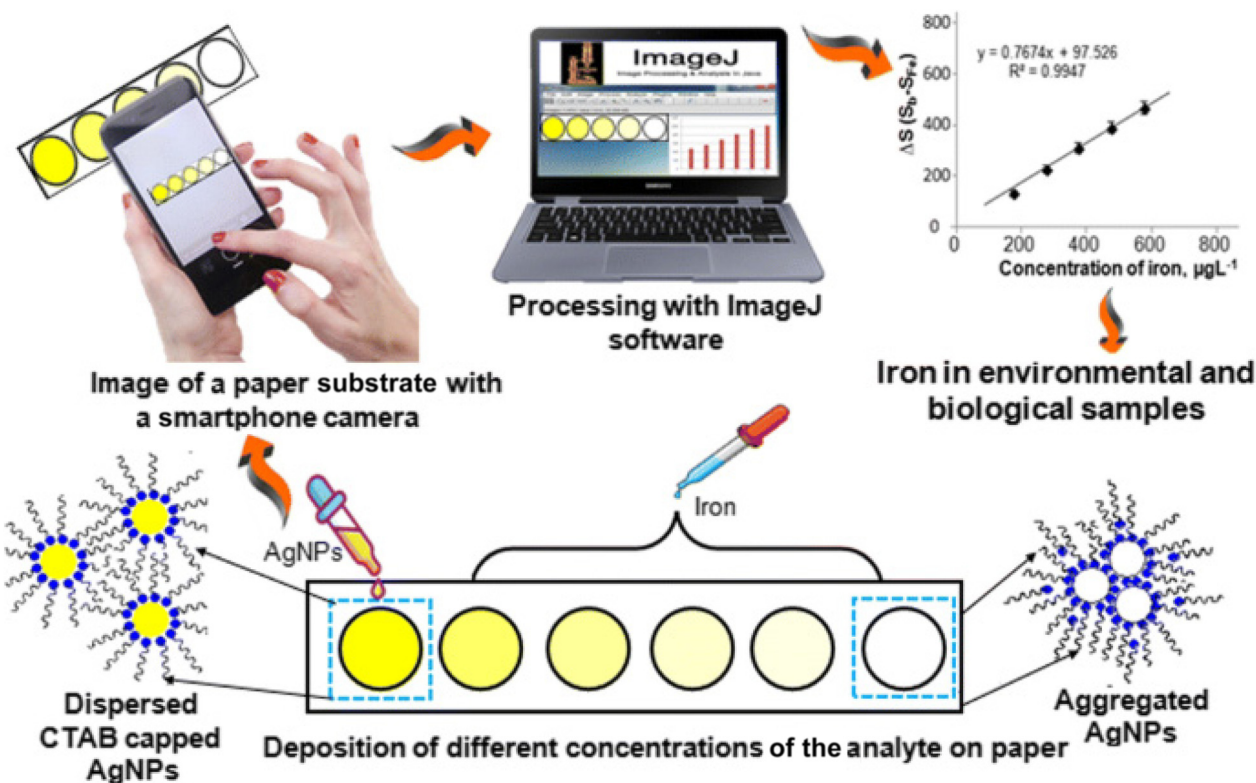 ImageJ
Image Processing & Analysis in Java
SAMSUNG
Processing with ImageJ
software
y = 0.7674x + 97.526
R² = 0.9947
ΔS (Sb-SFe)
800
600
400
200
0
0 200 400 600 800
Concentration of iron, µgL-1
Image of a paper substrate with
a smartphone camera
Iron in environmental and
biological samples
AgNPs
Iron
Dispersed
CTAB capped
AgNPs
Deposition of different concentrations of the analyte on paper
Aggregated
AgNPs